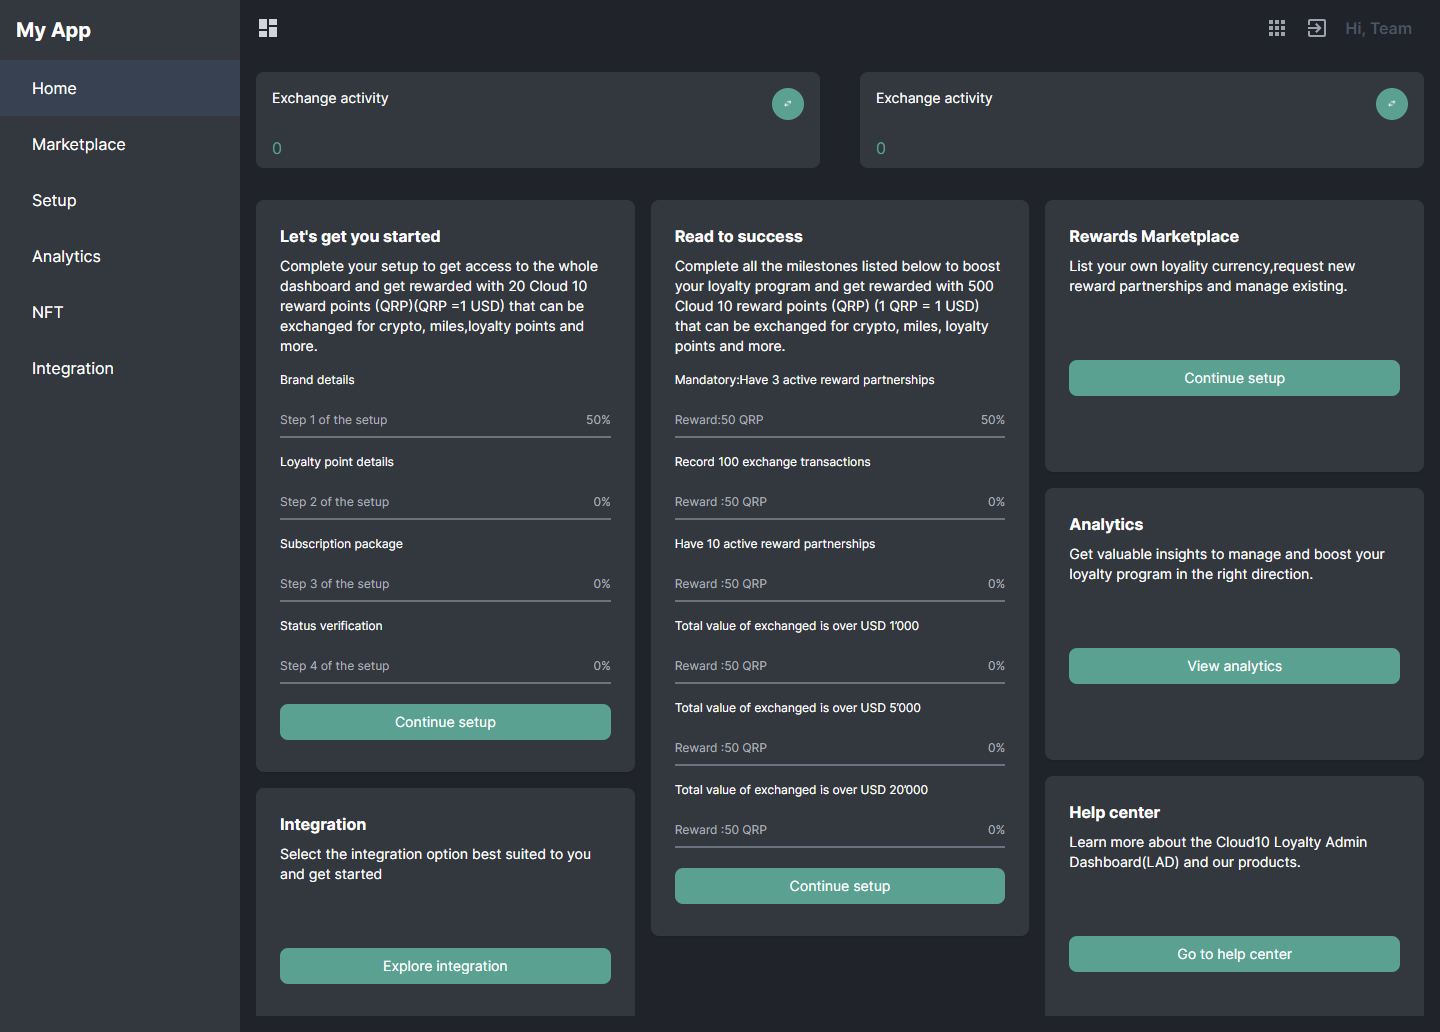 My App
Home
Marketplace
Setup
Analytics
NFT
Integration
Hi, Team
Exchange activity
0
Exchange activity
0
Let's get you started
Complete your setup to get access to the whole
dashboard and get rewarded with 20 Cloud 10
reward points (QRP)(QRP =1 USD) that can be
exchanged for crypto, miles,loyalty points and
more.
Brand details
Step 1 of the setup 50%
Loyalty point details
Step 2 of the setup 0%
Subscription package
Step 3 of the setup 0%
Status verification
Step 4 of the setup 0%
Continue setup
Integration
Select the integration option best suited to you
and get started
Explore integration
Read to success
Complete all the milestones listed below to boost
your loyalty program and get rewarded with 500
Cloud 10 reward points (QRP) (1 QRP = 1 USD)
that can be exchanged for crypto, miles, loyalty
points and more.
Mandatory:Have 3 active reward partnerships
Reward:50 QRP 50%
Record 100 exchange transactions
Reward :50 QRP 0%
Have 10 active reward partnerships
Reward :50 QRP 0%
Total value of exchanged is over USD 1’000
Reward :50 QRP 0%
Total value of exchanged is over USD 5’000
Reward :50 QRP 0%
Total value of exchanged is over USD 20’000
Reward :50 QRP 0%
Continue setup
Rewards Marketplace
List your own loyality currency,request new
reward partnerships and manage existing.
Continue setup
Analytics
Get valuable insights to manage and boost your
loyalty program in the right direction.
View analytics
Help center
Learn more about the Cloud10 Loyalty Admin
Dashboard(LAD) and our products.
Go to help center